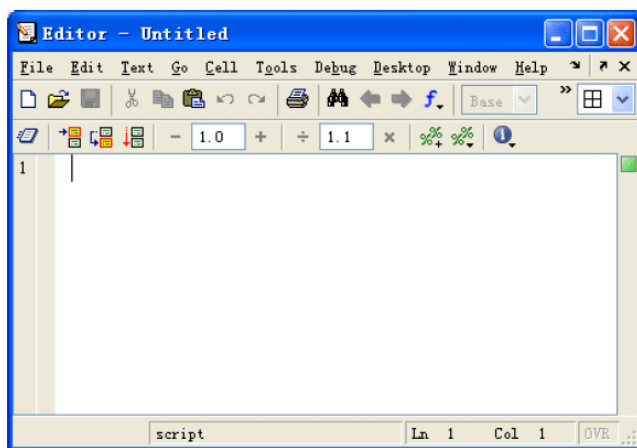 Editor - Untitled
File Edit Text Go Cell Tools Debug Desktop Window Help
Base
1.0 1.1
1
script Ln 1 Col 1 OVR